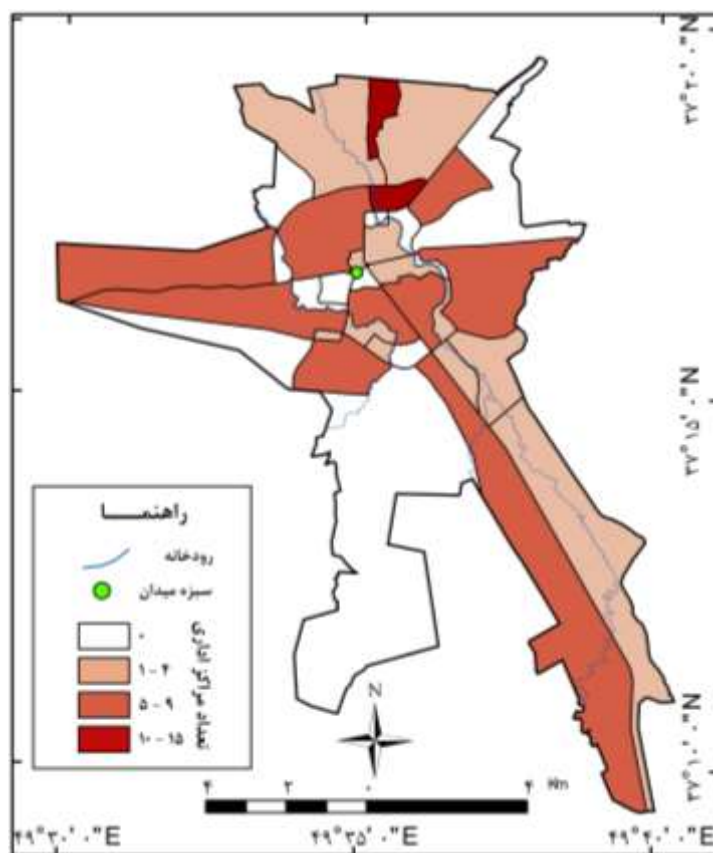 ۳۷°۲۰'۰"N
۳۷°۱۵'۰"N
۳۷°۱۰'۰"N
راهنمـــــا
رودخانه
سبزه میدان
تعداد مراکز اداری
۰
۱ - ۴
۵ - ۹
۱۰ - ۱۵
N
۴ ۲ ۰ ۴ Km
۴۹°۳۰'۰"E ۴۹°۳۵'۰"E ۴۹°۴۰'۰"E